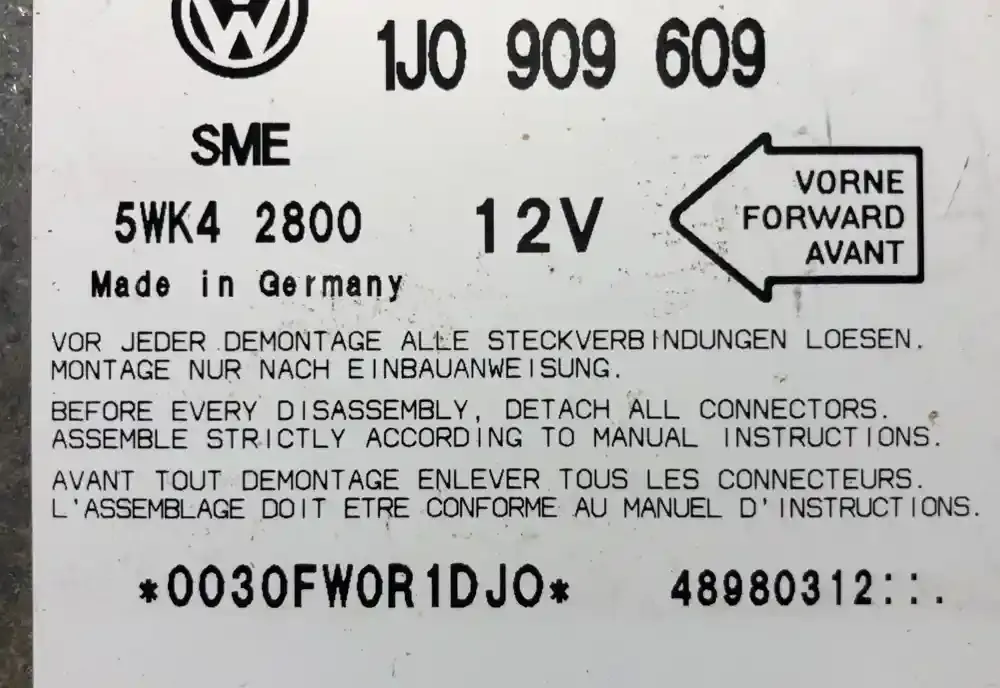 1J0 909 609
SME
5WK4 2800
12V
VORNE
FORWARD
AVANT
Made in Germany
VOR JEDER DEMONTAGE ALLE STECKVERBINDUNGEN LOESEN.
MONTAGE NUR NACH EINBAUANWEISUNG.
BEFORE EVERY DISASSEMBLY, DETACH ALL CONNECTORS.
ASSEMBLE STRICTLY ACCORDING TO MANUAL INSTRUCTIONS.
AVANT TOUT DEMONTAGE ENLEVER TOUS LES CONNECTEURS.
L'ASSEMBLAGE DOIT ETRE CONFORME AU MANUEL D'INSTRUCTIONS.
*0030FW0R1DJ0* 48980312::.